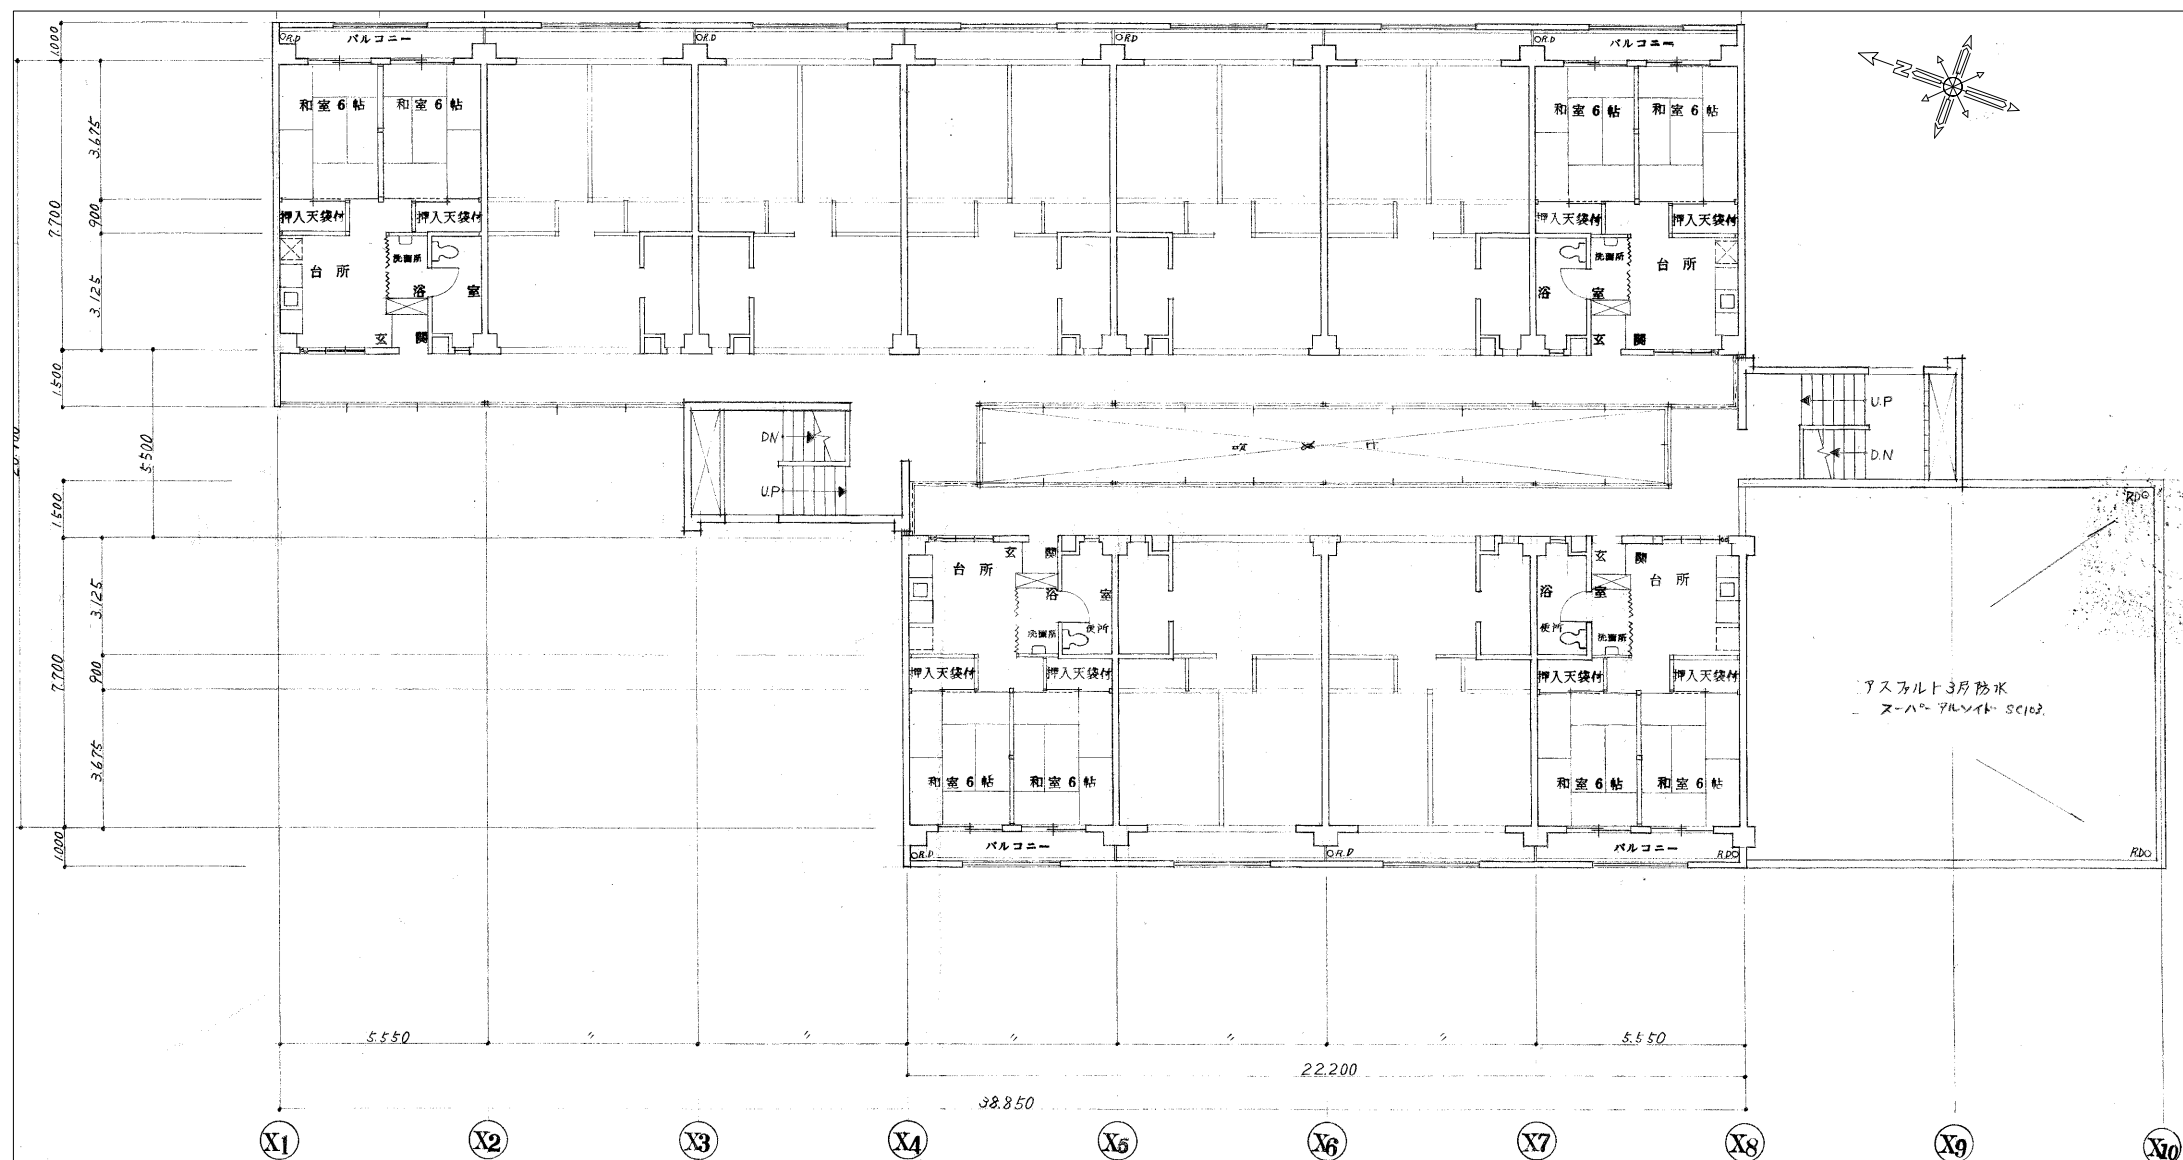 R.D バルコニー R.D R.D R.D バルコニー
N
1.000
和室6帖 和室6帖 和室6帖 和室6帖
3.675
7.700
900
押入天袋付 押入天袋付 押入天袋付 押入天袋付
洗面所 洗面所
台所 台所
浴室 浴室
3.125
玄関 玄関
1.500
U.P
DN
吹抜
D.N
5.500
U.P
1.500
RD
玄関 玄関
台所 台所
3.125
浴室 浴室
便所 便所
洗面所 洗面所
7.700
900
押入天袋付 押入天袋付 押入天袋付 押入天袋付
アスファルト3層防水
SC103.
3.675
和室6帖 和室6帖 和室6帖 和室6帖
1.000
バルコニー バルコニー
R.D R.D RD RD
5.550 〃 〃 〃 〃 〃 5.550
22.200
38.850
X1 X2 X3 X4 X5 X6 X7 X8 X9 X10